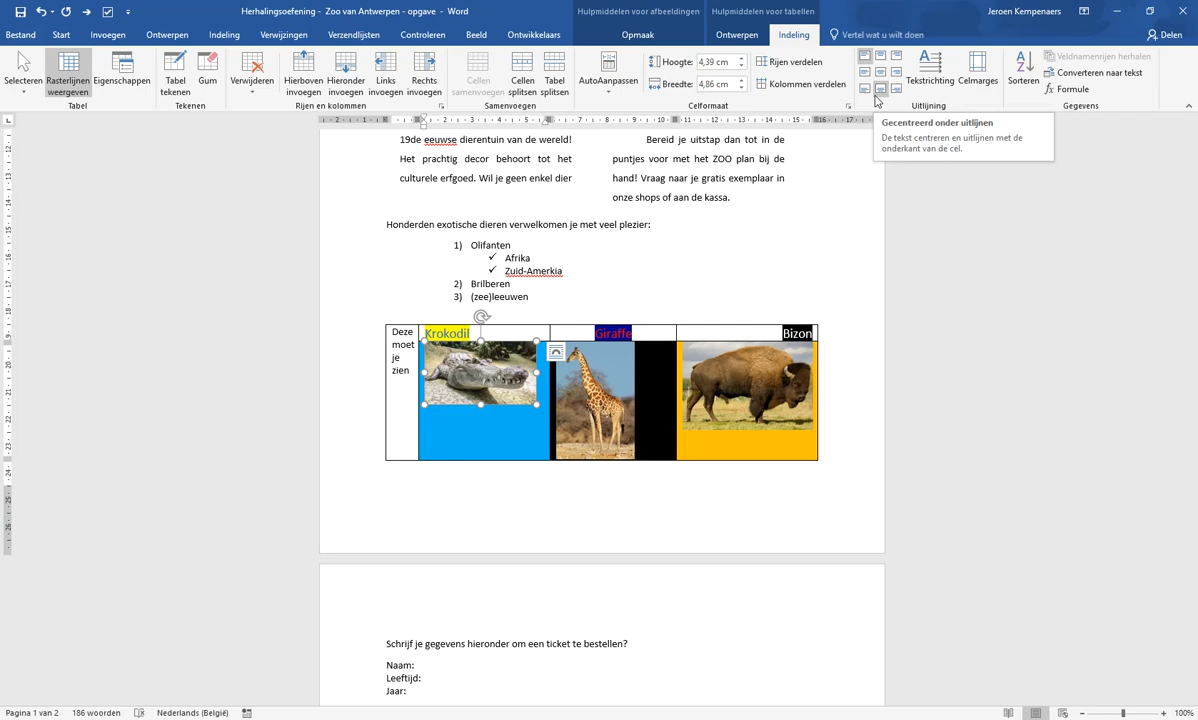 Herhalingsoefening - Zoo van Antwerpen - opgave - Word
Hulpmiddelen voor afbeeldingen
Hulpmiddelen voor tabellen
Jeroen Kempenaers
Bestand
Start
Invoegen
Ontwerpen
Indeling
Verwijzingen
Verzendlijsten
Controleren
Beeld
Ontwikkelaars
Opmaak
Ontwerpen
Indeling
Vertel wat u wilt doen
Delen
Selecteren
Rasterlijnen weergeven
Eigenschappen
Tabel tekenen
Gum
Verwijderen
Hierboven invoegen
Hieronder invoegen
Links invoegen
Rechts invoegen
Cellen samenvoegen
Cellen splitsen
Tabel splitsen
AutoAanpassen
Hoogte: 4,39 cm
Breedte: 4,86 cm
Rijen verdelen
Kolommen verdelen
Tekstrichting
Celmarges
Sorteren
Veldnamenrijen herhalen
Converteren naar tekst
Formule
Tabel
Tekenen
Rijen en kolommen
Samenvoegen
Celformaat
Uitlijning
Gegevens
Gecentreerd onder uitlijnen
De tekst centreren en uitlijnen met de
onderkant van de cel.
19de eeuwse dierentuin van de wereld!
Het prachtig decor behoort tot het
culturele erfgoed. Wil je geen enkel dier
Bereid je uitstap dan tot in de
puntjes voor met het ZOO plan bij de
hand! Vraag naar je gratis exemplaar in
onze shops of aan de kassa.
Honderden exotische dieren verwelkomen je met veel plezier:
1) Olifanten
✓ Afrika
✓ Zuid-Amerkia
2) Brilberen
3) (zee)leeuwen
Deze
moet
je
zien
Krokodil
Giraffe
Bizon
Schrijf je gegevens hieronder om een ticket te bestellen?
Naam:
Leeftijd:
Jaar:
Pagina 1 van 2
186 woorden
Nederlands (België)
100%